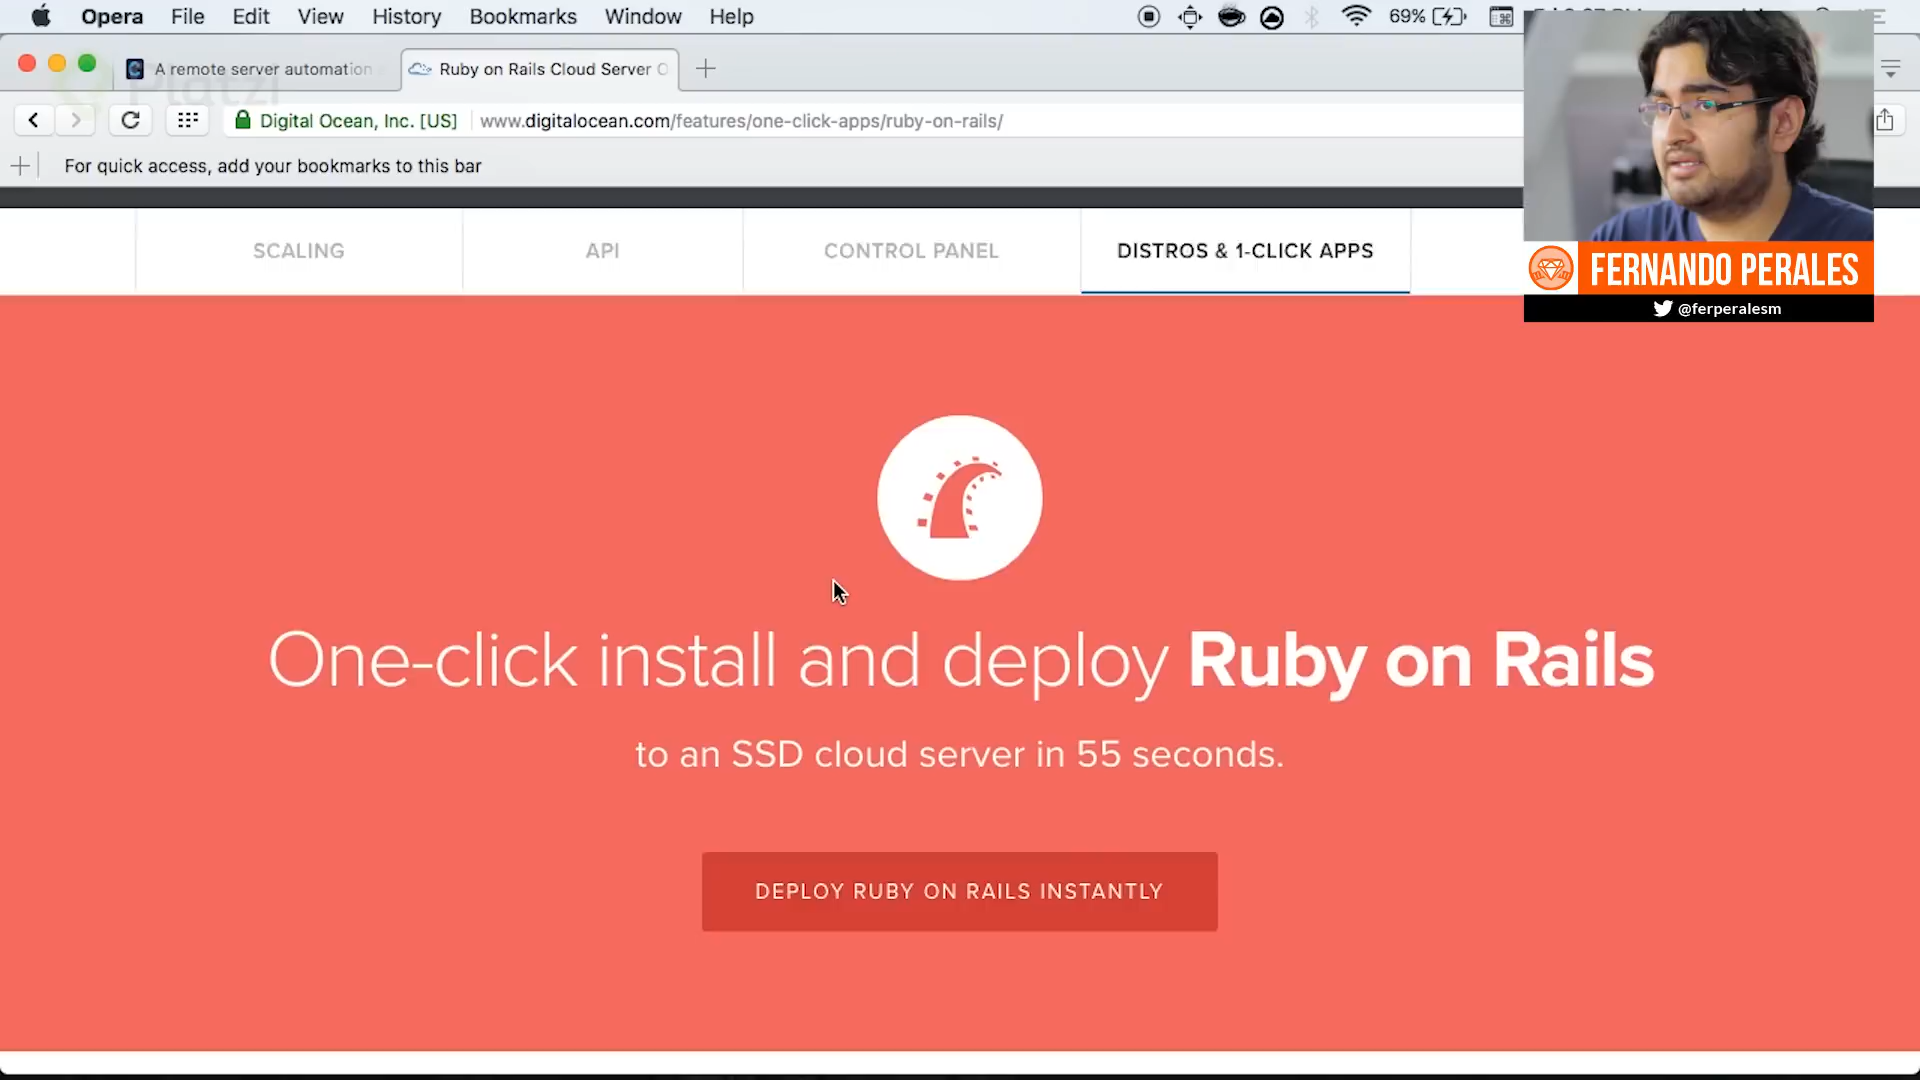 Opera File Edit View History Bookmarks Window Help 69%
A remote server automation
Ruby on Rails Cloud Server O
Platzi
Digital Ocean, Inc. [US] www.digitalocean.com/features/one-click-apps/ruby-on-rails/
For quick access, add your bookmarks to this bar
SCALING
API
CONTROL PANEL
DISTROS & 1-CLICK APPS
FERNANDO PERALES
@ferperalesm
One-click install and deploy Ruby on Rails
to an SSD cloud server in 55 seconds.
DEPLOY RUBY ON RAILS INSTANTLY